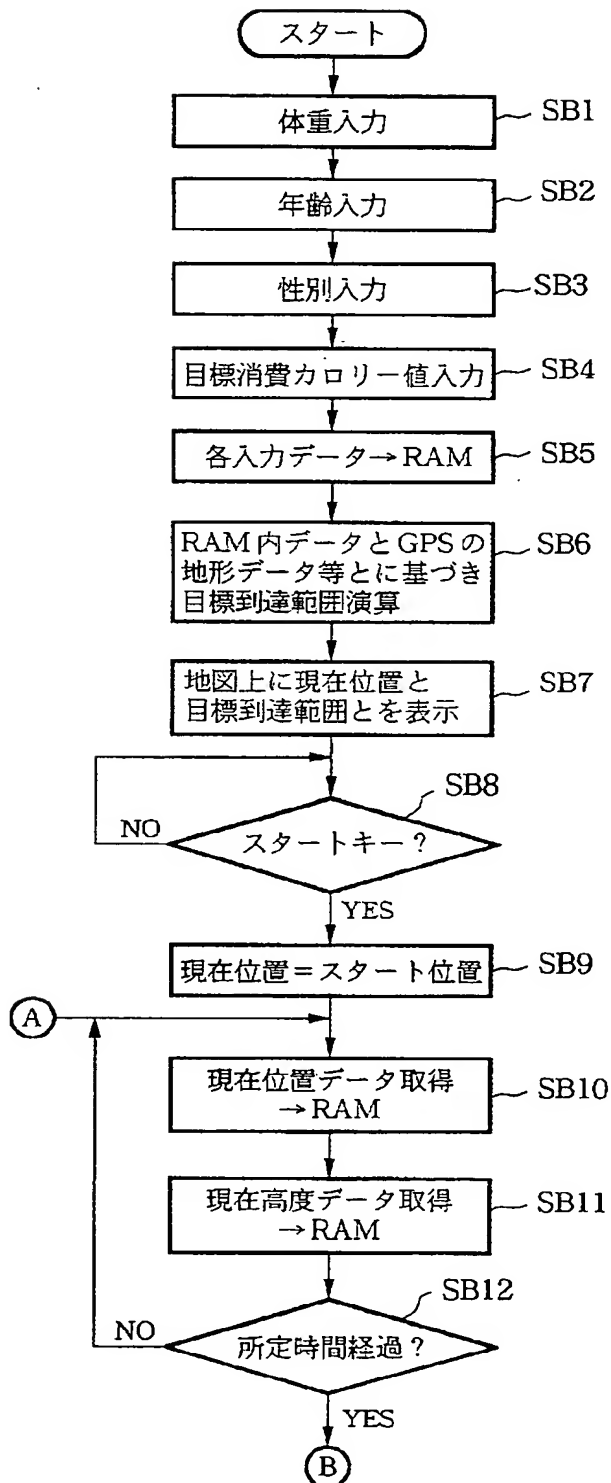 スタート
体重入力
SB1
年齢入力
SB2
性別入力
SB3
目標消費カロリー値入力
SB4
各入力データ→RAM
SB5
RAM内データとGPSの
地形データ等とに基づき
目標到達範囲演算
SB6
地図上に現在位置と
目標到達範囲とを表示
SB7
SB8
NO
スタートキー？
YES
現在位置＝スタート位置
SB9
A
現在位置データ取得
→RAM
SB10
現在高度データ取得
→RAM
SB11
SB12
NO
所定時間経過？
YES
B